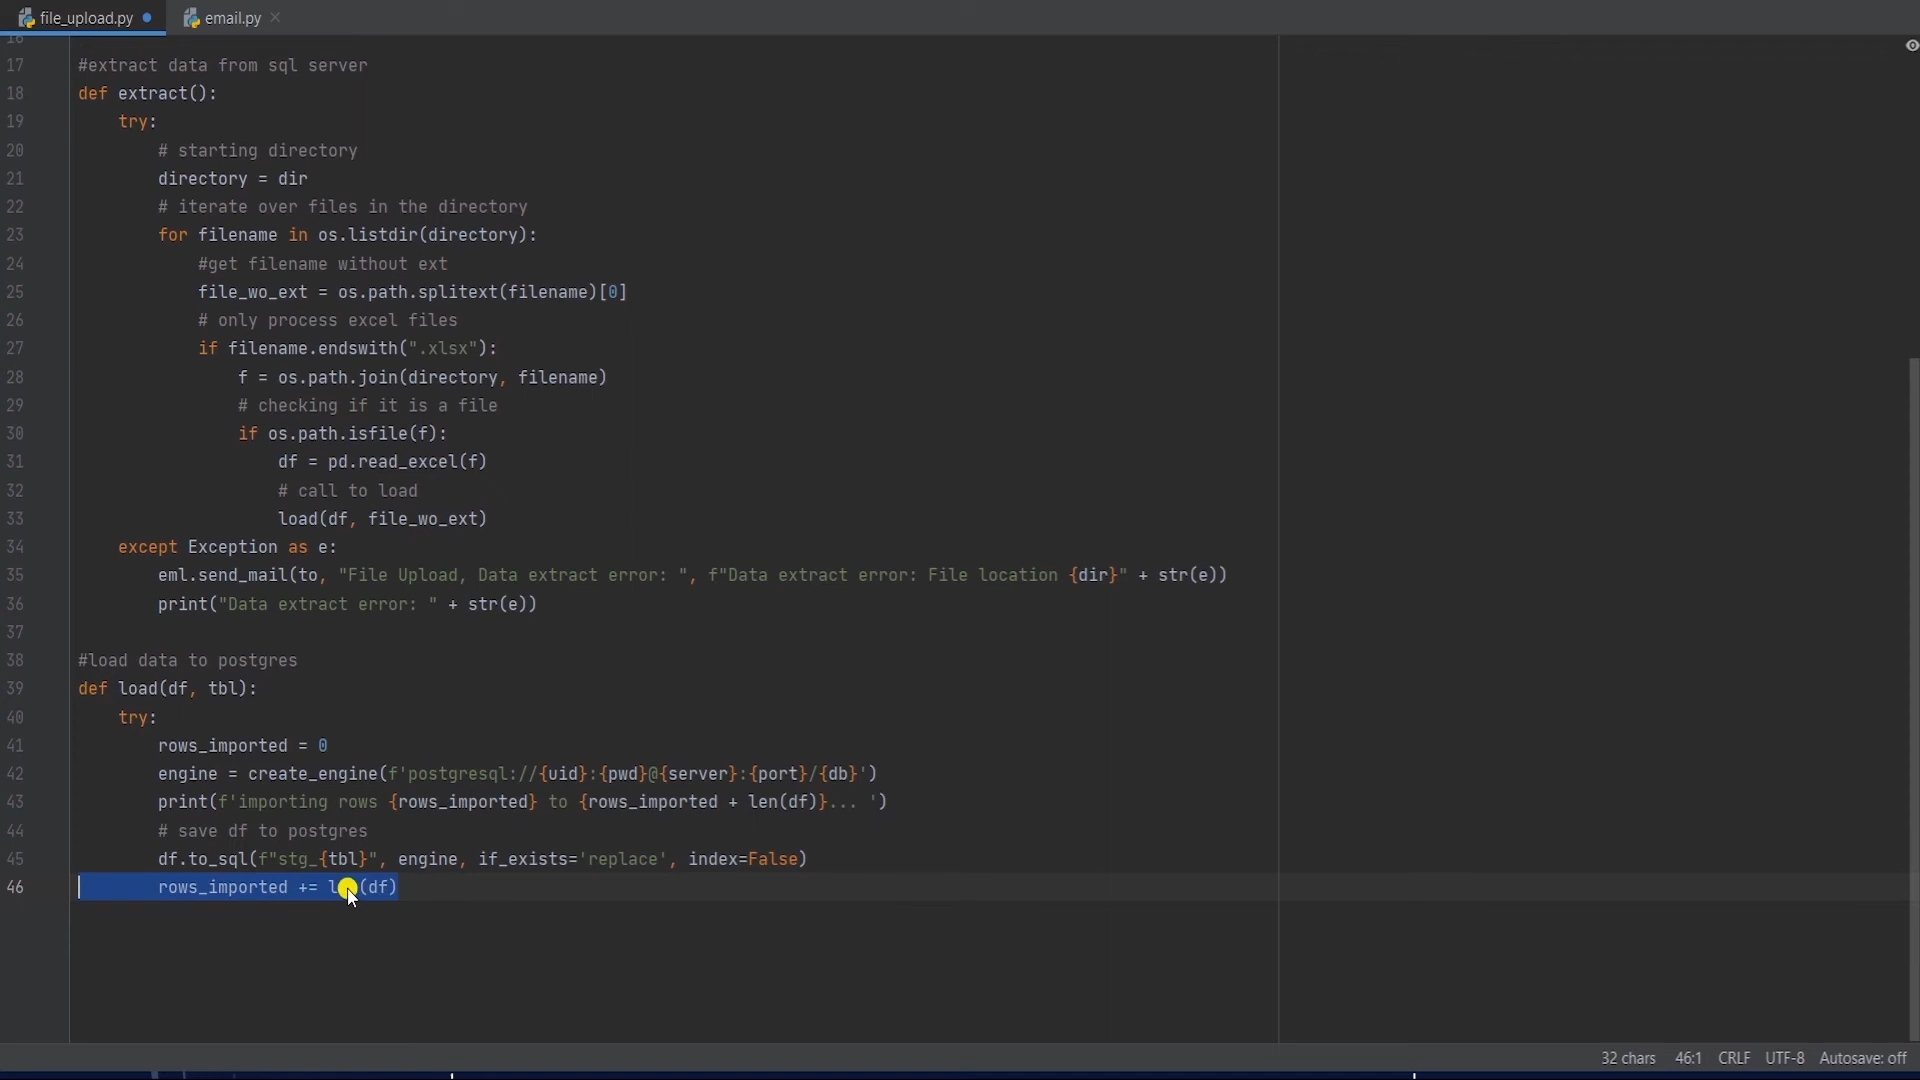 file_upload.py
email.py
16
17 #extract data from sql server
18 def extract():
19 try:
20 # starting directory
21 directory = dir
22 # iterate over files in the directory
23 for filename in os.listdir(directory):
24 #get filename without ext
25 file_wo_ext = os.path.splitext(filename)[0]
26 # only process excel files
27 if filename.endswith(".xlsx"):
28 f = os.path.join(directory, filename)
29 # checking if it is a file
30 if os.path.isfile(f):
31 df = pd.read_excel(f)
32 # call to load
33 load(df, file_wo_ext)
34 except Exception as e:
35 eml.send_mail(to, "File Upload, Data extract error: ", f"Data extract error: File location {dir}" + str(e))
36 print("Data extract error: " + str(e))
37
38 #load data to postgres
39 def load(df, tbl):
40 try:
41 rows_imported = 0
42 engine = create_engine(f'postgresql://{uid}:{pwd}@{server}:{port}/{db}')
43 print(f'importing rows {rows_imported} to {rows_imported + len(df)}... ')
44 # save df to postgres
45 df.to_sql(f"stg_{tbl}", engine, if_exists='replace', index=False)
46 rows_imported += (df)
32 chars 46:1 CRLF UTF-8 Autosave: off